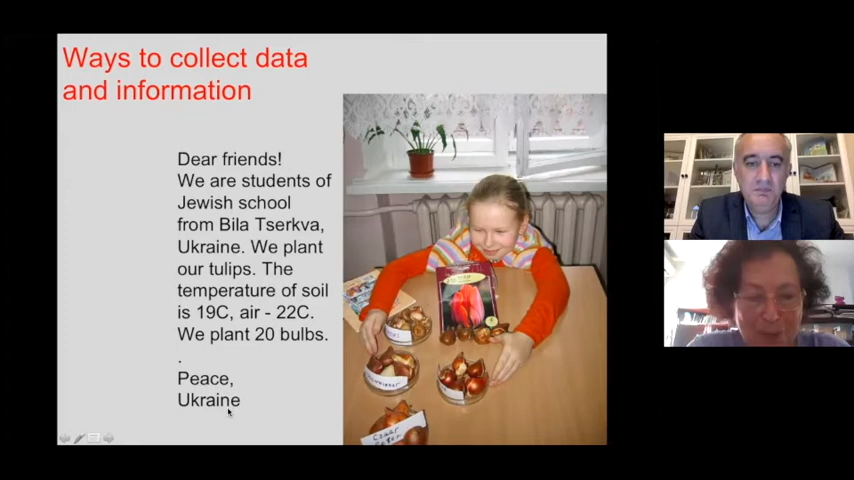 Ways to collect data
and information
Dear friends!
We are students of
Jewish school
from Bila Tserkva,
Ukraine. We plant
our tulips. The
temperature of soil
is 19C, air - 22C.
We plant 20 bulbs.
.
Peace,
Ukraine